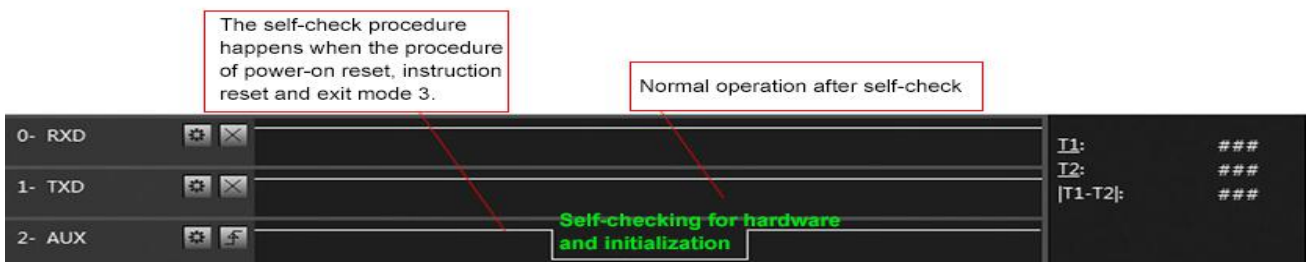 The self-check procedure
happens when the procedure
of power-on reset, instruction
reset and exit mode 3.
Normal operation after self-check
0- RXD
T1: ###
T2: ###
1- TXD
|T1-T2|: ###
Self-checking for hardware
and initialization
2- AUX